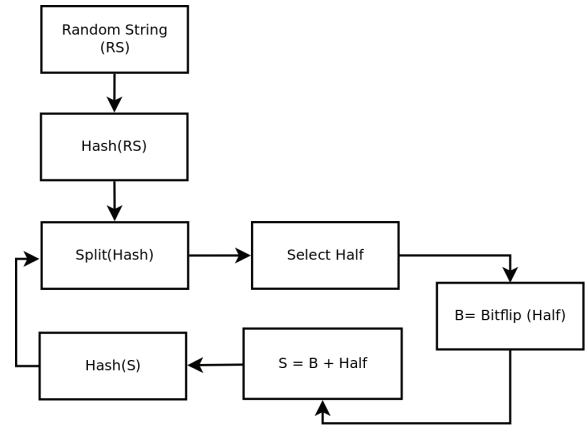 Random String
(RS)
Hash(RS)
Split(Hash)
Select Half
B= Bitflip (Half)
S = B + Half
Hash(S)